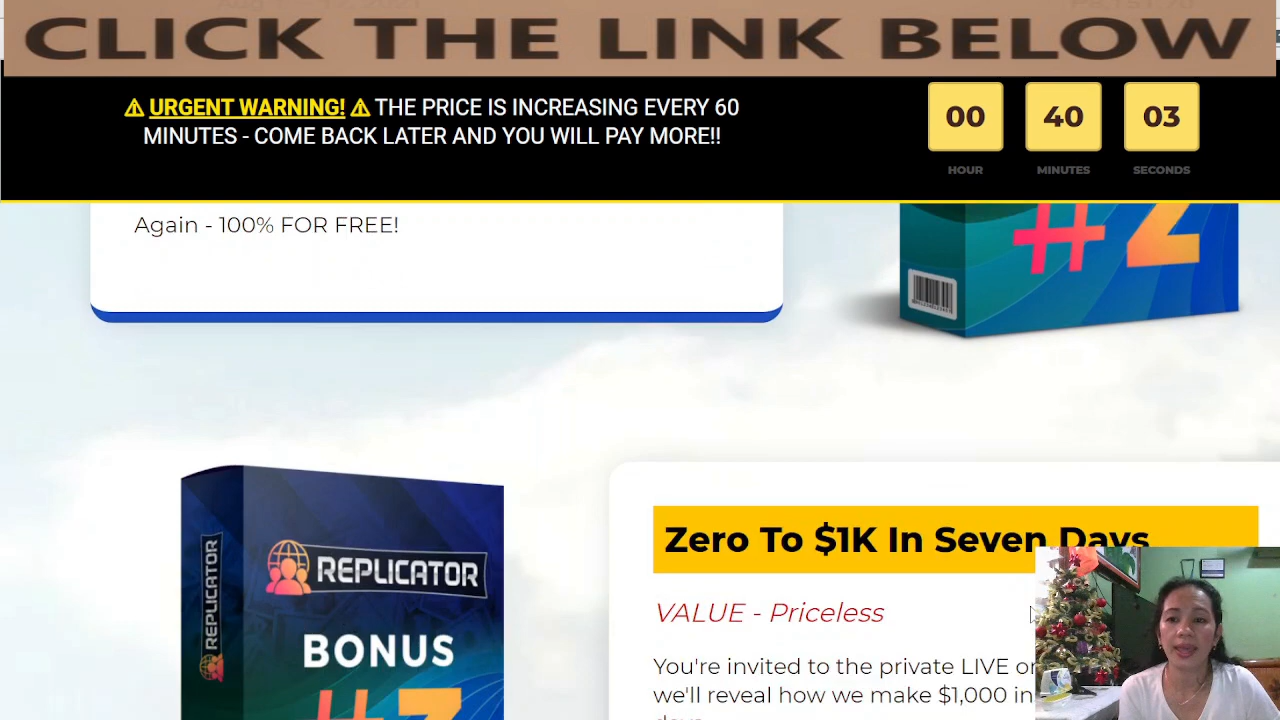 CLICK THE LINK BELOW
⚠ URGENT WARNING! ⚠ THE PRICE IS INCREASING EVERY 60
MINUTES - COME BACK LATER AND YOU WILL PAY MORE!!
00 40 03
HOUR MINUTES SECONDS
Again - 100% FOR FREE!
#2
REPLICATOR
REPLICATOR
BONUS
Zero To $1K In Seven Days
VALUE - Priceless
You're invited to the private LIVE
we'll reveal how we make $1,000 in